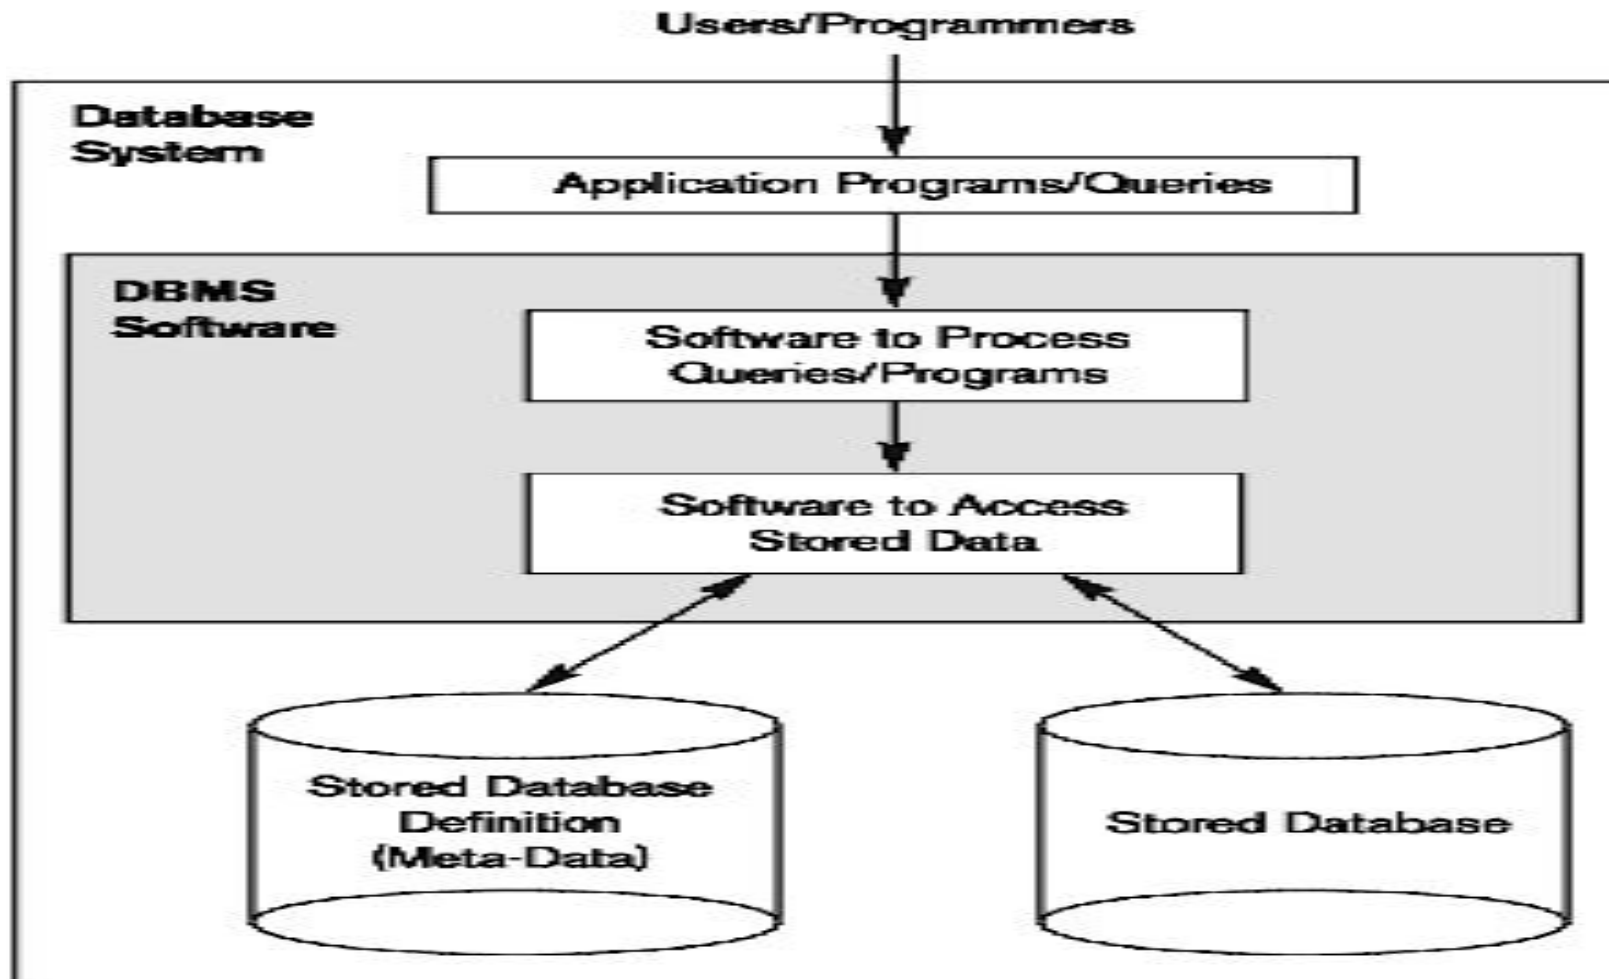 Users/Programmers
Database
System
Application Programs/Queries
DBMS
Software
Software to Process
Queries/Programs
Software to Access
Stored Data
Stored Database
Definition
(Meta-Data)
Stored Database